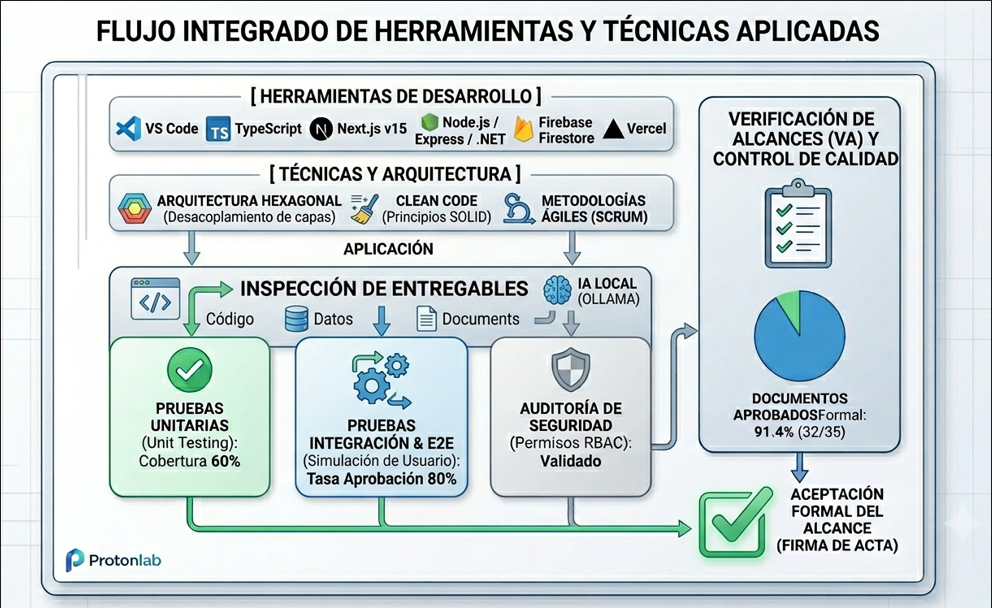 FLUJO INTEGRADO DE HERRAMIENTAS Y TÉCNICAS APLICADAS
[ HERRAMIENTAS DE DESARROLLO ]
VS Code
TS
TypeScript
N
Next.js v15
Node.js /
Express / .NET
Firebase
Firestore
Vercel
[ TÉCNICAS Y ARQUITECTURA ]
ARQUITECTURA HEXAGONAL
(Desacoplamiento de capas)
CLEAN CODE
(Principios SOLID)
METODOLOGÍAS
ÁGILES (SCRUM)
APLICACIÓN
</>
INSPECCIÓN DE ENTREGABLES
IA LOCAL
(OLLAMA)
Código
Datos
Documents
PRUEBAS
UNITARIAS
(Unit Testing):
Cobertura 60%
PRUEBAS
INTEGRACIÓN & E2E
(Simulación de Usuario):
Tasa Aprobación 80%
AUDITORÍA DE
SEGURIDAD
(Permisos RBAC):
Validado
VERIFICACIÓN DE
ALCANCES (VA) Y
CONTROL DE CALIDAD
DOCUMENTOS
APROBADOSFormal:
91.4% (32/35)
ACEPTACIÓN
FORMAL DEL
ALCANCE
(FIRMA DE ACTA)
Protonlab